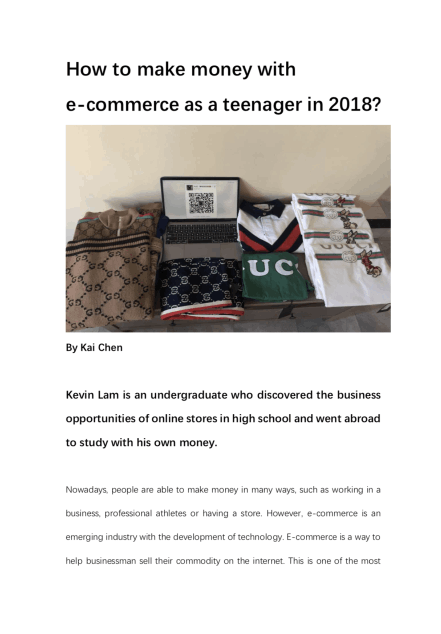 How to make money with
e-commerce as a teenager in 2018?
UC
By Kai Chen
Kevin Lam is an undergraduate who discovered the business
opportunities of online stores in high school and went abroad
to study with his own money.
Nowadays, people are able to make money in many ways, such as working in a
business, professional athletes or having a store. However, e-commerce is an
emerging industry with the development of technology. E-commerce is a way to
help businessman sell their commodity on the internet. This is one of the most